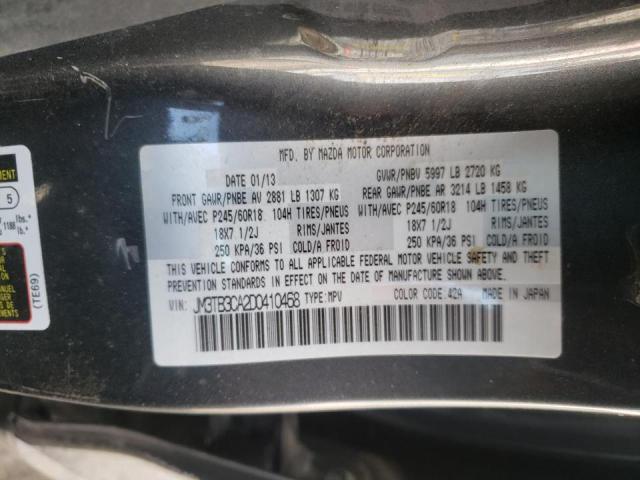 MFD. BY MAZDA MOTOR CORPORATION
DATE 01/13 GVWR/PNBV 5997 LB 2720 KG
FRONT GAWR/PNBE AV 2881 LB 1307 KG REAR GAWR/PNBE AR 3214 LB 1458 KG
WITH/AVEC P245/60R18 104H TIRES/PNEUS WITH/AVEC P245/60R18 104H TIRES/PNEUS
18X7 1/2J RIMS/JANTES 18X7 1/2J RIMS/JANTES
250 KPA/36 PSI COLD/A FROID 250 KPA/36 PSI COLD/A FROID
THIS VEHICLE CONFORMS TO ALL APPLICABLE FEDERAL MOTOR VEHICLE SAFETY AND THEFT
PREVENTION STANDARDS IN EFFECT ON THE DATE OF MANUFACTURE SHOWN ABOVE.
VIN: JM3TB3CA2D0410468 TYPE: MPV COLOR CODE: 42A MADE IN JAPAN
5
1188 lbs.
(TE69)